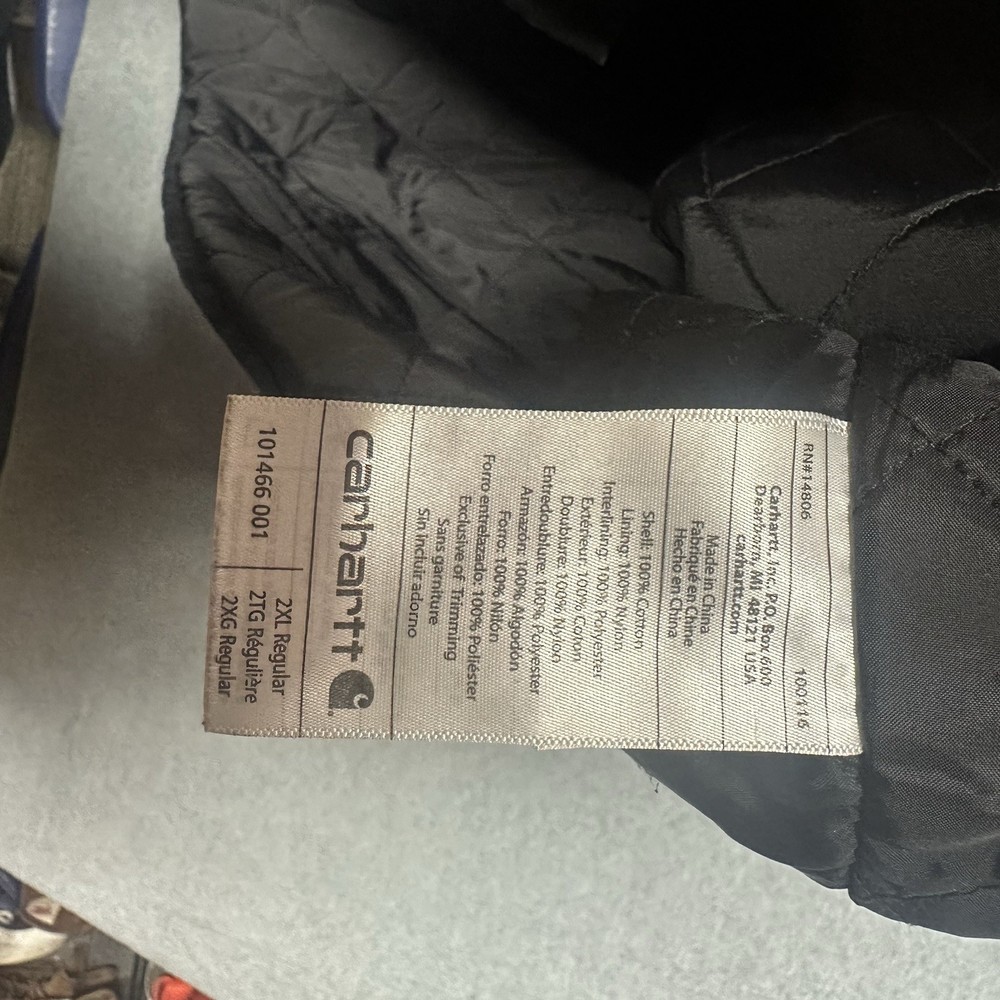 RN#14806 100116
Carhartt, Inc. P.O. Box 600
Dearborn, MI 48121 USA
carhartt.com
Made in China
Fabriqué en Chine
Hecho en China
Shell: 100% Cotton
Lining: 100% Nylon
Interlining: 100% Polyester
Exterieur: 100% Coton
Doublure: 100% Nylon
Entredoublure: 100% Polyester
Armazón: 100% Algodon
Forro: 100% Nilón
Forro entrelazado: 100% Poliéster
Exclusive of Trimming
Sans garniture
Sin incluir adorno
carhartt
101466 001
2XL Regular
2TG Régulière
2XG Regular